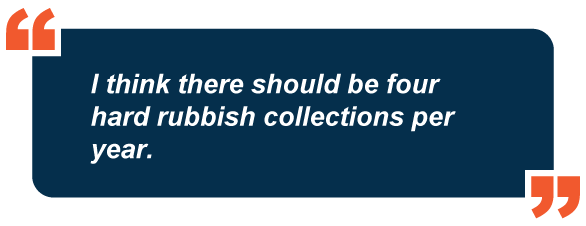 I think there should be four
hard rubbish collections per
year.